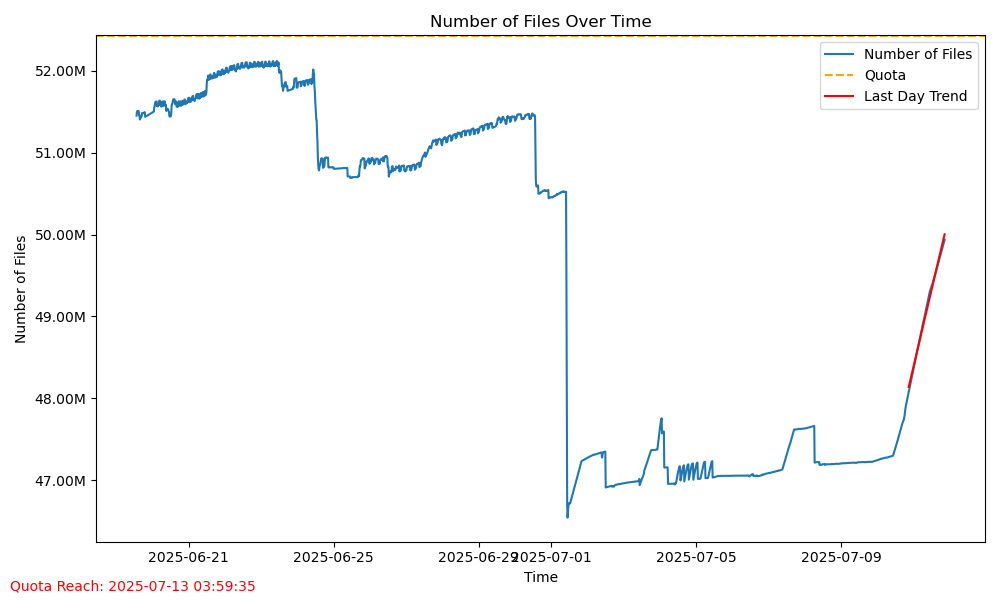 Number of Files Over Time
Number of Files
Quota
Last Day Trend
52.00M
51.00M
50.00M
49.00M
48.00M
47.00M
Number of Files
2025-06-21
2025-06-25
2025-06-29
2025-07-01
2025-07-05
2025-07-09
Time
Quota Reach: 2025-07-13 03:59:35